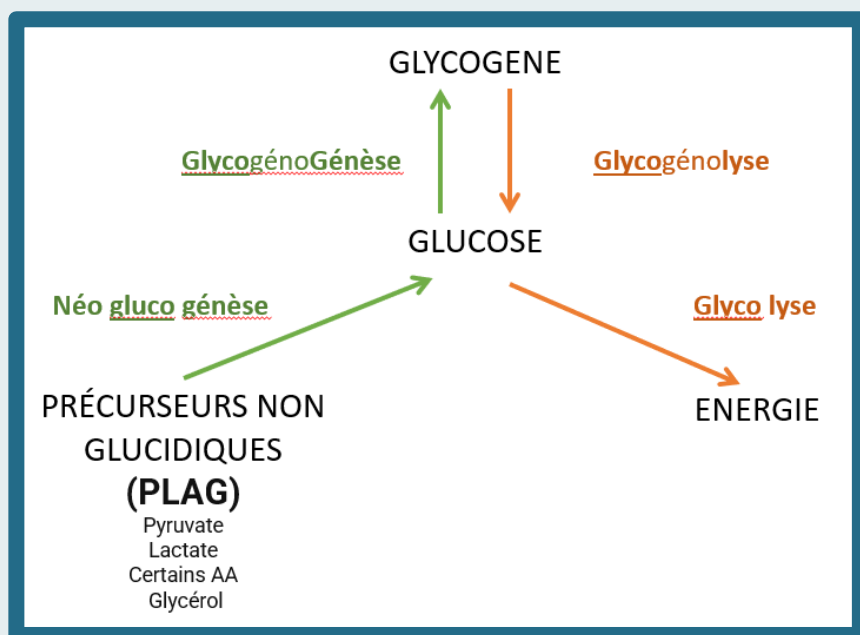 GLYCOGENE
GlycogénoGénèse
Glycogénolyse
GLUCOSE
Néo gluco génèse
Glyco lyse
PRÉCURSEURS NON
GLUCIDIQUES
(PLAG)
Pyruvate
Lactate
Certains AA
Glycérol
ENERGIE